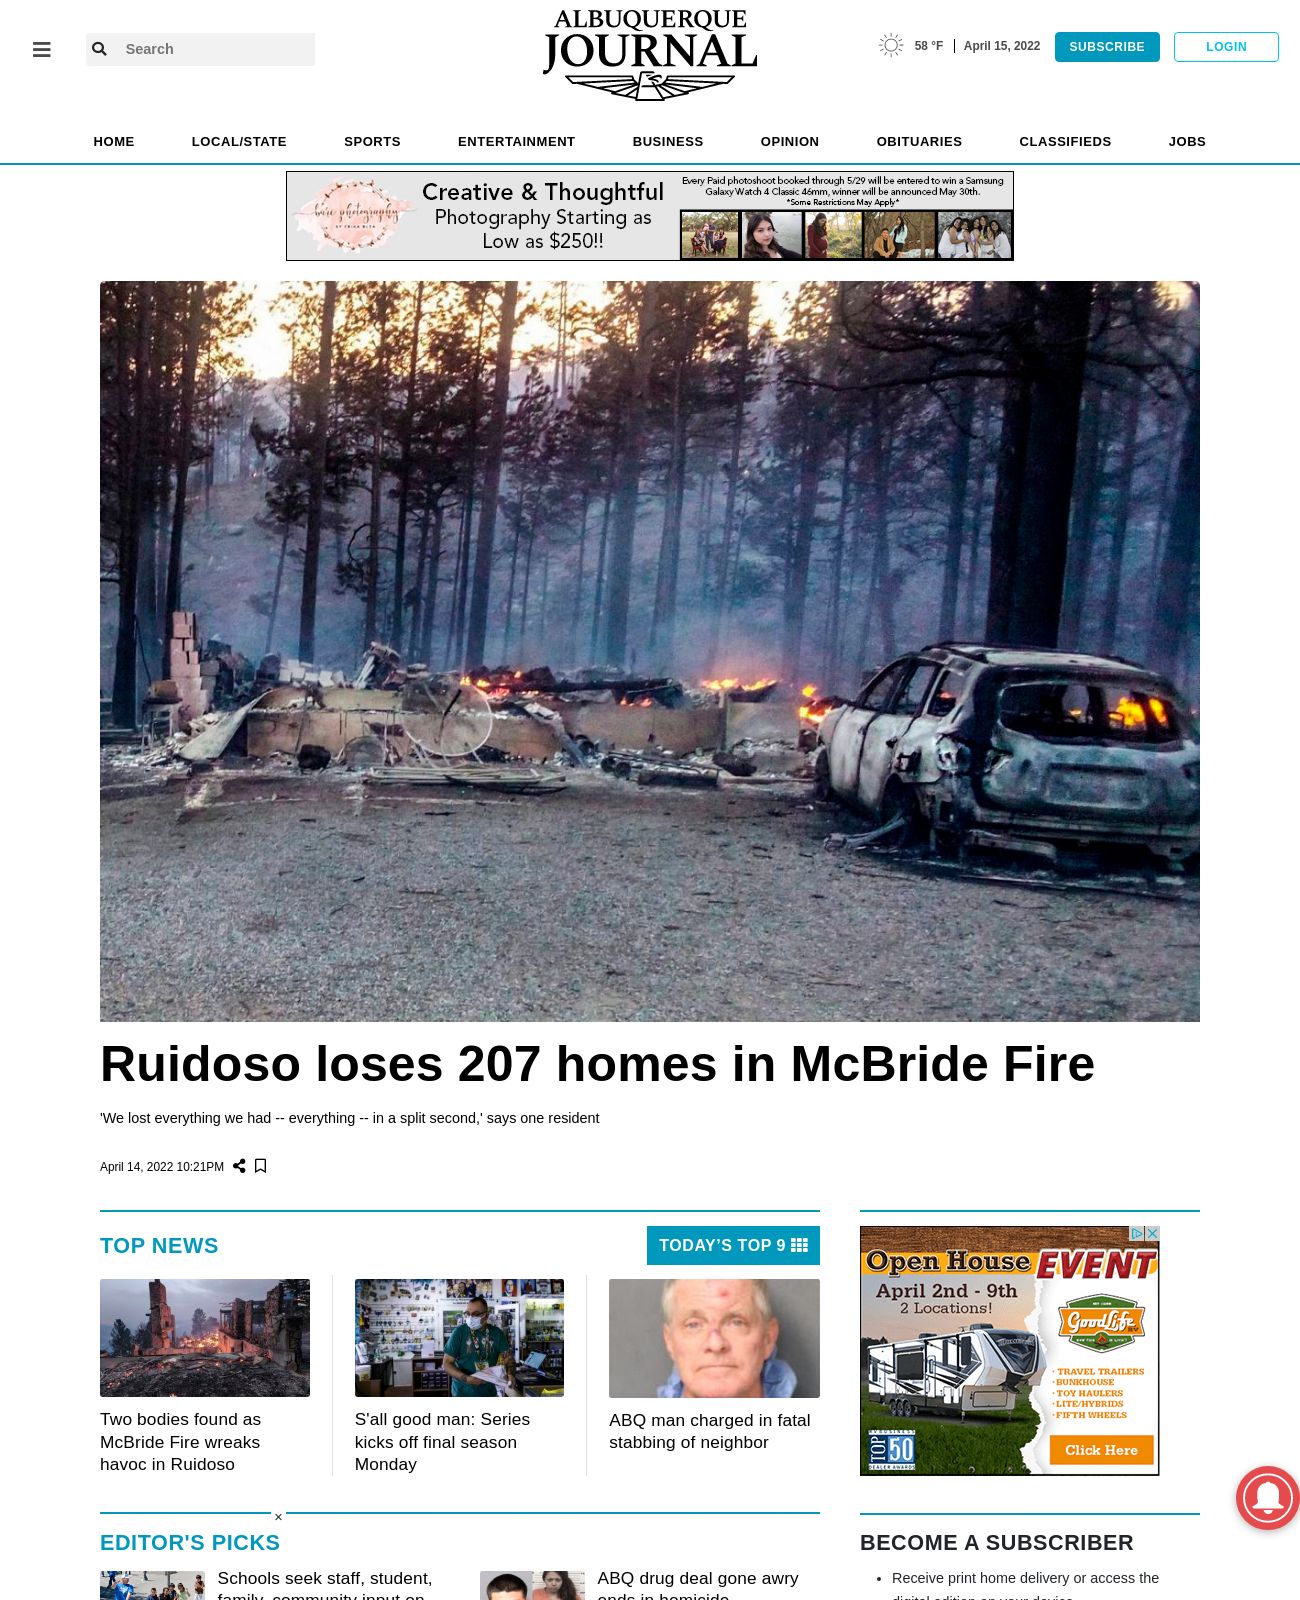 Search
ALBUQUERQUE
JOURNAL
58 °F
April 15, 2022
SUBSCRIBE
LOGIN
HOME
LOCAL/STATE
SPORTS
ENTERTAINMENT
BUSINESS
OPINION
OBITUARIES
CLASSIFIEDS
JOBS
Creative & Thoughtful
Photography Starting as
Low as $250!!
Every Paid photoshoot booked through 5/29 will be entered to win a Samsung
Galaxy Watch 4 Classic 46mm, winner will be announced May 30th.
*Some Restrictions May Apply*
Ruidoso loses 207 homes in McBride Fire
'We lost everything we had -- everything -- in a split second,' says one resident
April 14, 2022 10:21PM
TOP NEWS
TODAY’S TOP 9
Two bodies found as
McBride Fire wreaks
havoc in Ruidoso
S'all good man: Series
kicks off final season
Monday
ABQ man charged in fatal
stabbing of neighbor
Open House EVENT
April 2nd - 9th
2 Locations!
GoodLife
· TRAVEL TRAILERS
· BUNKHOUSE
· TOY HAULERS
· LITE/HYBRIDS
· FIFTH WHEELS
TOP 50
DEALER AWARDS
Click Here
×
EDITOR'S PICKS
Schools seek staff, student,
family, community input on
ABQ drug deal gone awry
ends in homicide
BECOME A SUBSCRIBER
• Receive print home delivery or access the
digital edition on your device